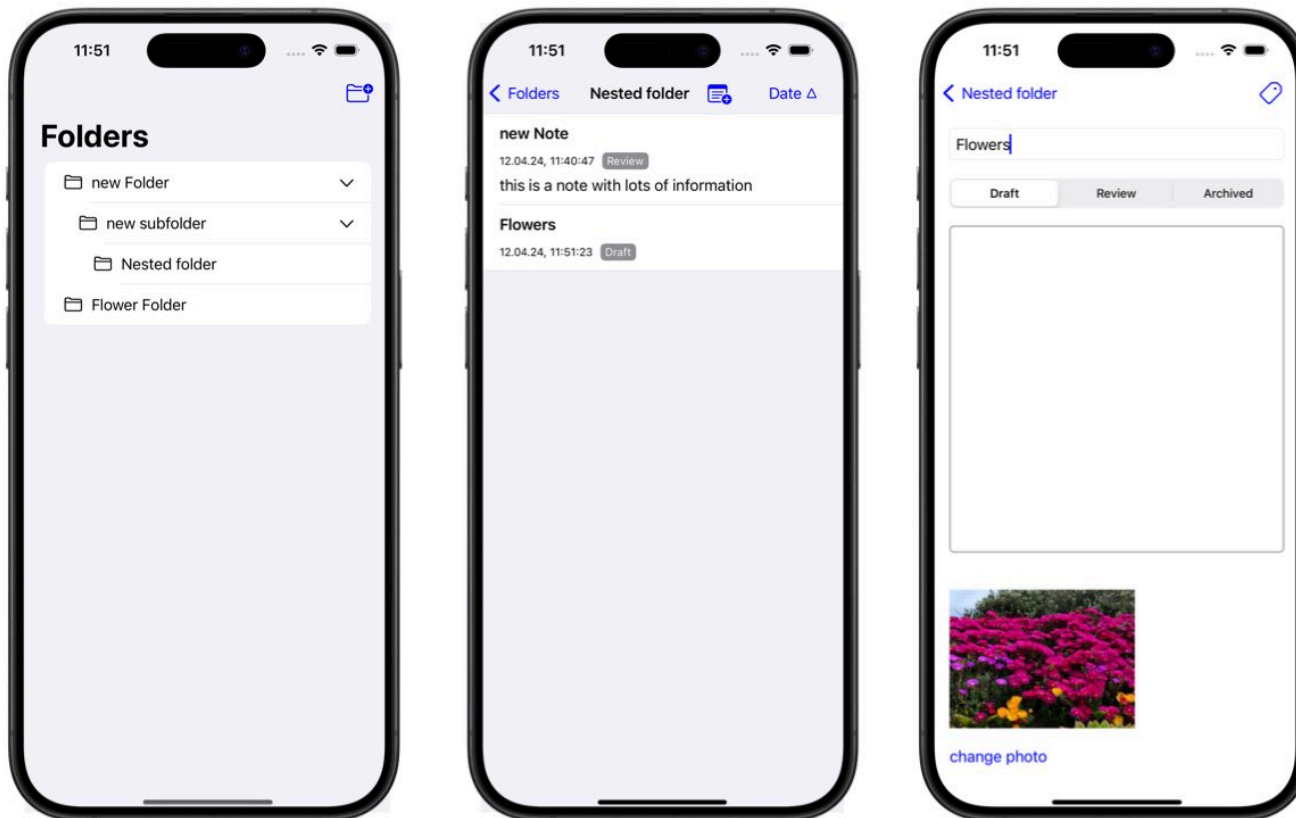 11:51
Folders
new Folder
new subfolder
Nested folder
Flower Folder
11:51
Folders Nested folder Date △
new Note
12.04.24, 11:40:47 Review
this is a note with lots of information
Flowers
12.04.24, 11:51:23 Draft
11:51
Nested folder
Flowers
Draft Review Archived
change photo